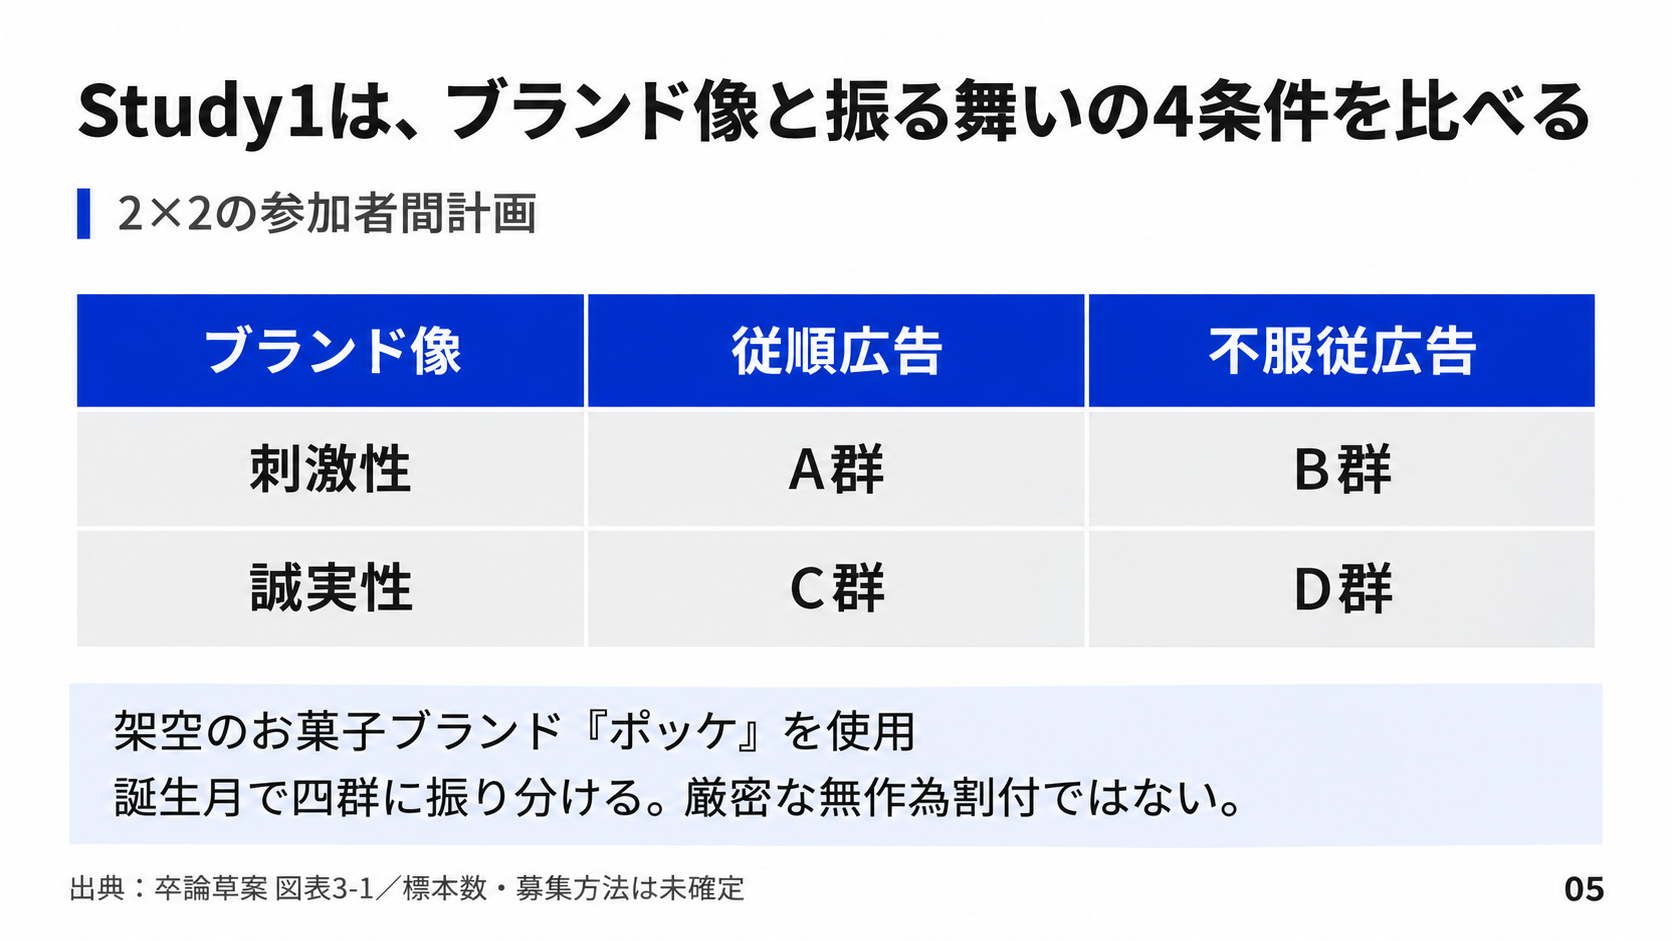 Study1は、ブランド像と振る舞いの4条件を比べる
2×2の参加者間計画
ブランド像 従順広告 不服従広告
刺激性 A群 B群
誠実性 C群 D群
架空のお菓子ブランド『ポッケ』を使用
誕生月で四群に振り分ける。厳密な無作為割付ではない。
出典：卒論草案 図表3-1／標本数・募集方法は未確定
05